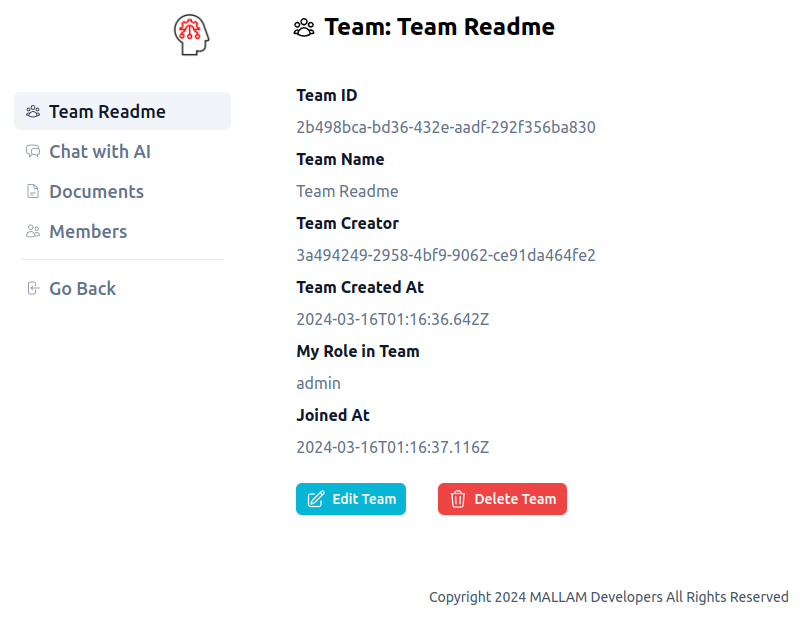 Team: Team Readme
Team Readme
Chat with AI
Documents
Members
Go Back
Team ID
2b498bca-bd36-432e-aadf-292f356ba830
Team Name
Team Readme
Team Creator
3a494249-2958-4bf9-9062-ce91da464fe2
Team Created At
2024-03-16T01:16:36.642Z
My Role in Team
admin
Joined At
2024-03-16T01:16:37.116Z
Edit Team
Delete Team
Copyright 2024 MALLAM Developers All Rights Reserved